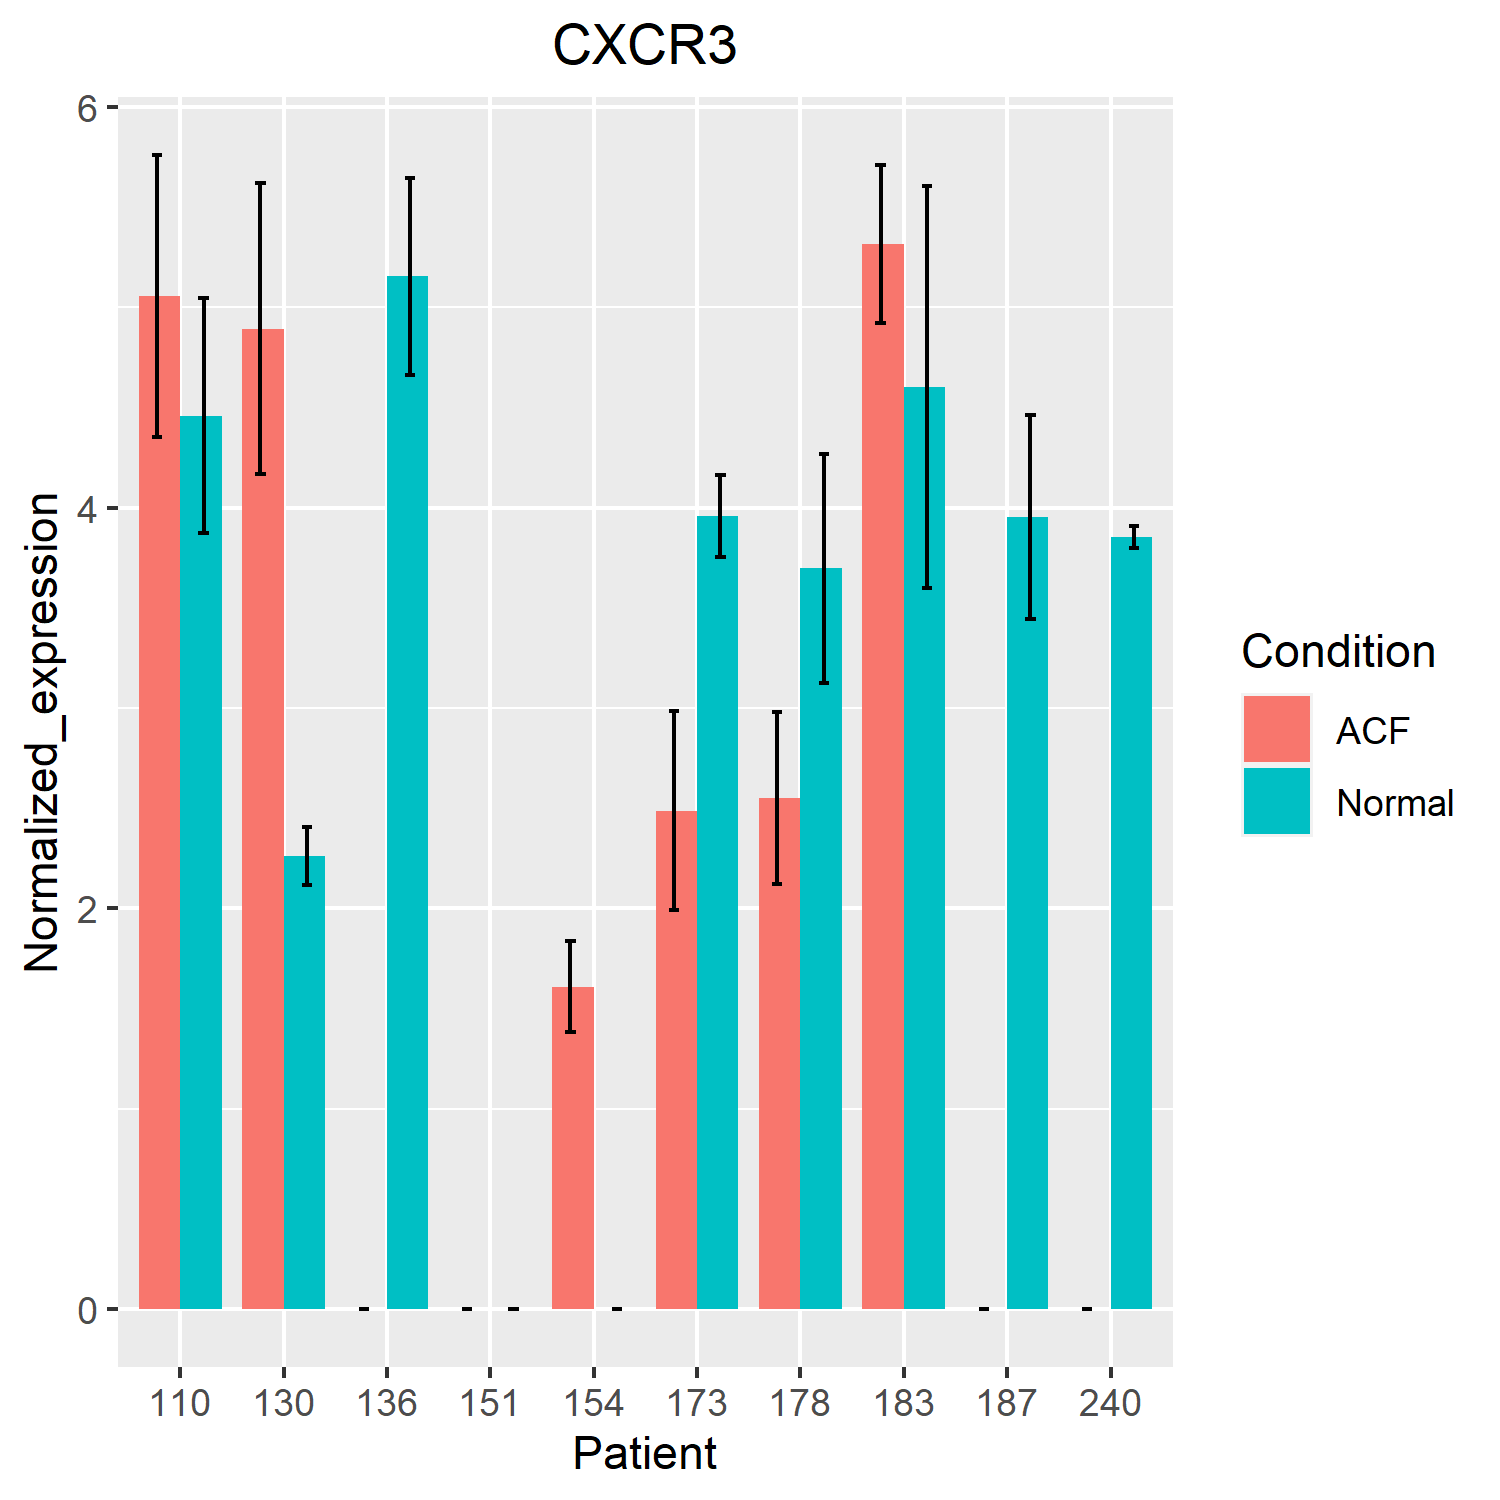 CXCR3
6
4
2
0
Normalized_expression
110 130 136 151 154 173 178 183 187 240
Patient
Condition
ACF
Normal